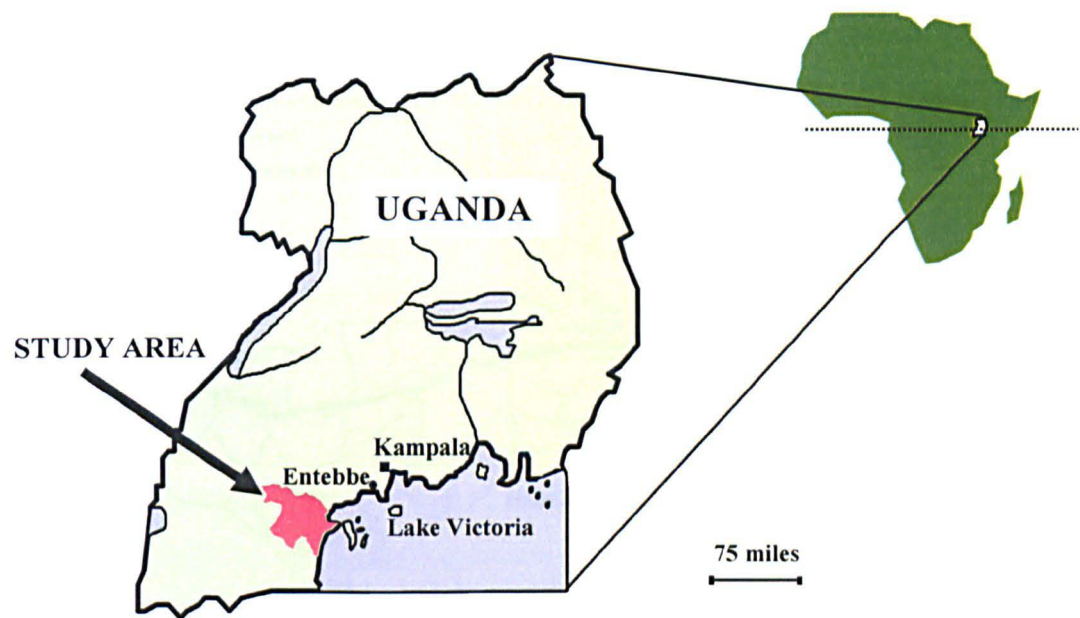 UGANDA
STUDY AREA
Kampala
Entebbe
Lake Victoria
75 miles